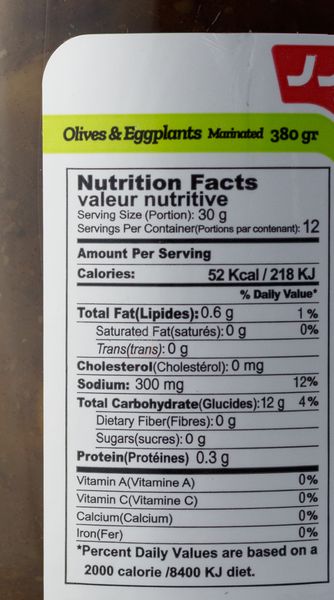 Olives & Eggplants Marinated 380 gr
Nutrition Facts
valeur nutritive
Serving Size (Portion): 30 g
Servings Per Container(Portions par contenant): 12
Amount Per Serving
Calories: 52 Kcal / 218 KJ
% Daily Value*
Total Fat(Lipides): 0.6 g 1%
Saturated Fat(saturés): 0 g 0%
Trans(trans): 0 g
Cholesterol(Cholestérol): 0 mg
Sodium: 300 mg 12%
Total Carbohydrate(Glucides): 12 g 4%
Dietary Fiber(Fibres): 0 g
Sugars(sucres): 0 g
Protein(Protéines) 0.3 g
Vitamin A(Vitamine A) 0%
Vitamin C(Vitamine C) 0%
Calcium(Calcium) 0%
Iron(Fer) 0%
*Percent Daily Values are based on a
2000 calorie /8400 KJ diet.